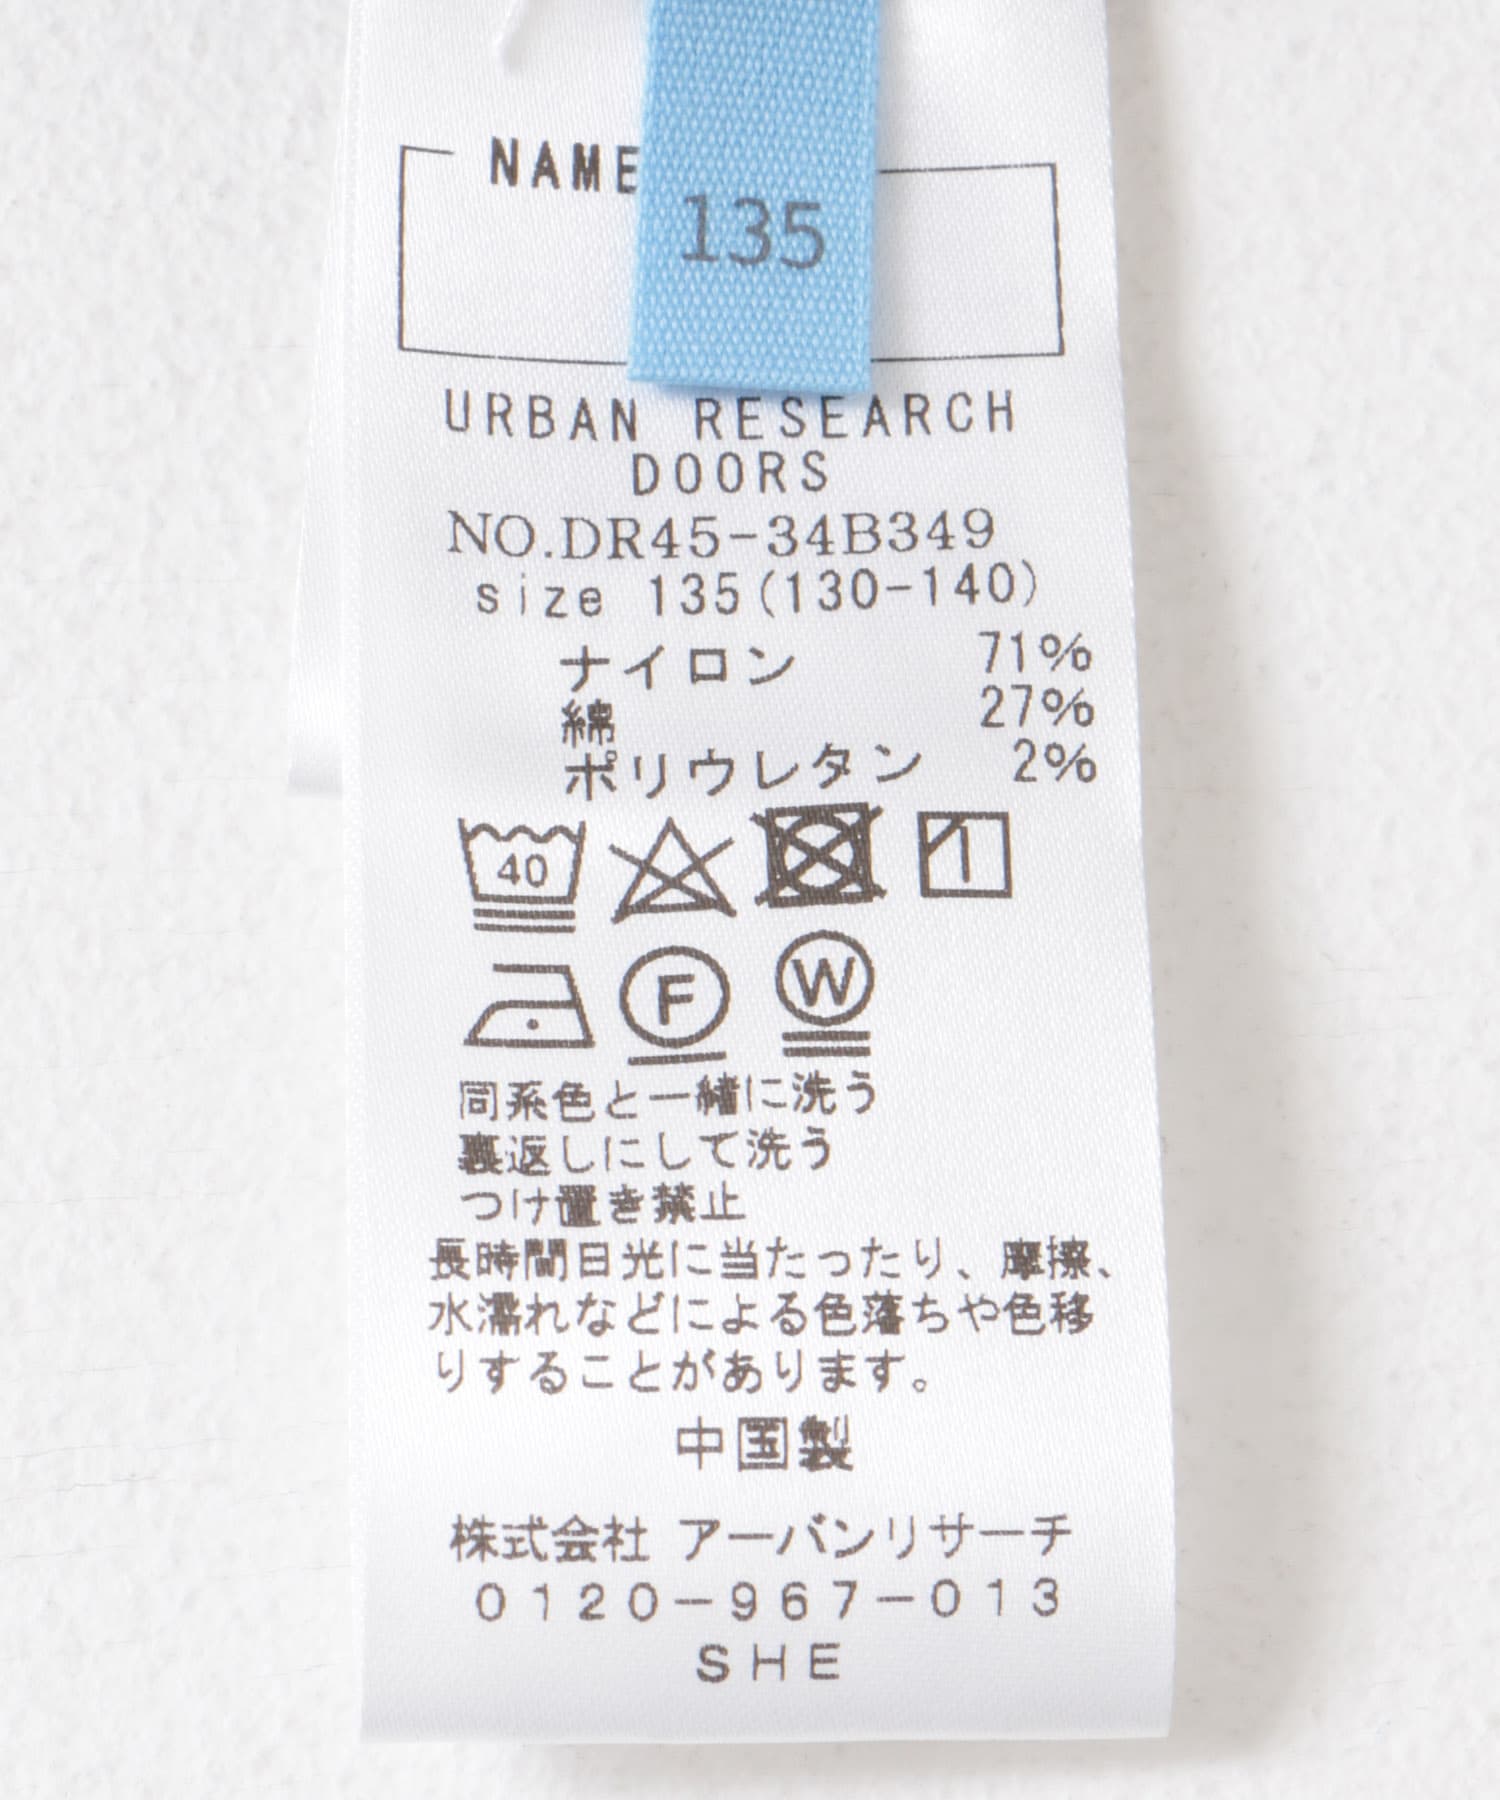 NAME
135
URBAN RESEARCH
DOORS
NO.DR45-34B349
size 135(130-140)
ナイロン 71%
綿 27%
ポリウレタン 2%
40
F
W
同系色と一緒に洗う
裏返しにして洗う
つけ置き禁止
長時間日光に当たったり、摩擦、
水濡れなどによる色落ちや色移
りすることがあります。
中国製
株式会社 アーバンリサーチ
0120-967-013
SHE